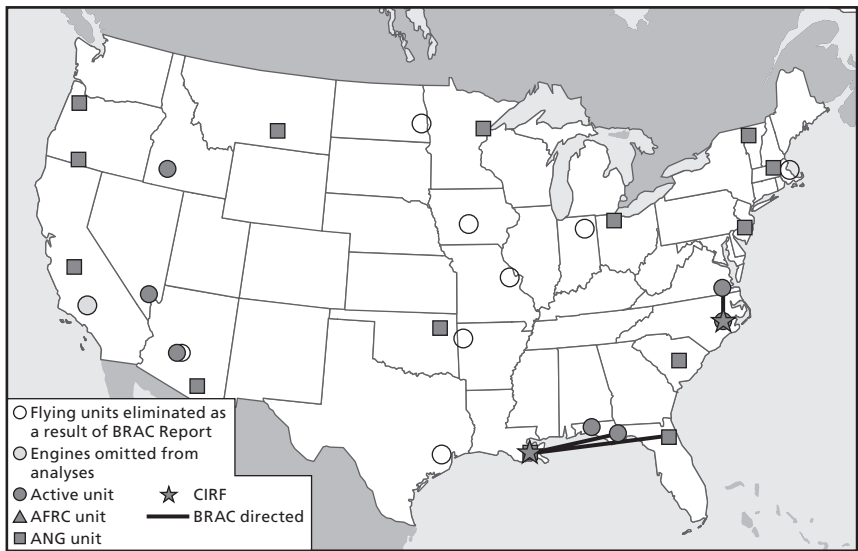 Flying units eliminated as
a result of BRAC Report
Engines omitted from
analyses
Active unit
AFRC unit
ANG unit
CIRF
BRAC directed